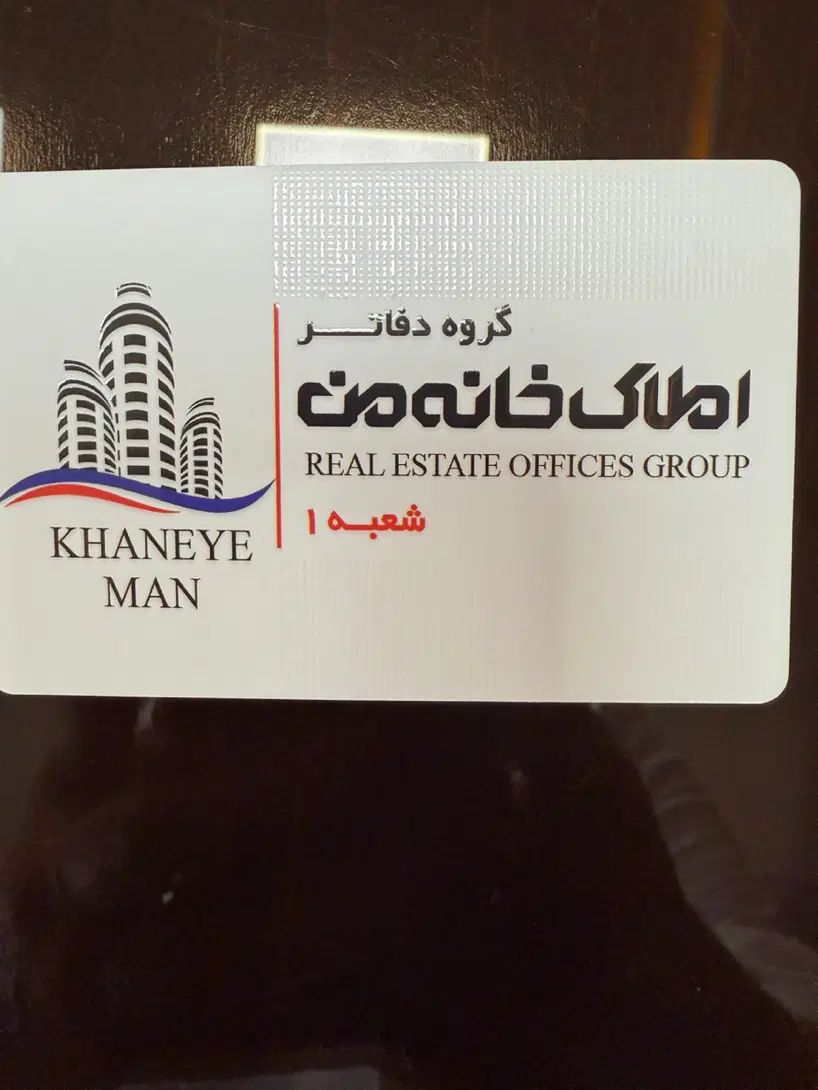 گروه دفاتر
املاک خانه من
REAL ESTATE OFFICES GROUP
شعبه ۱
KHANEYE
MAN